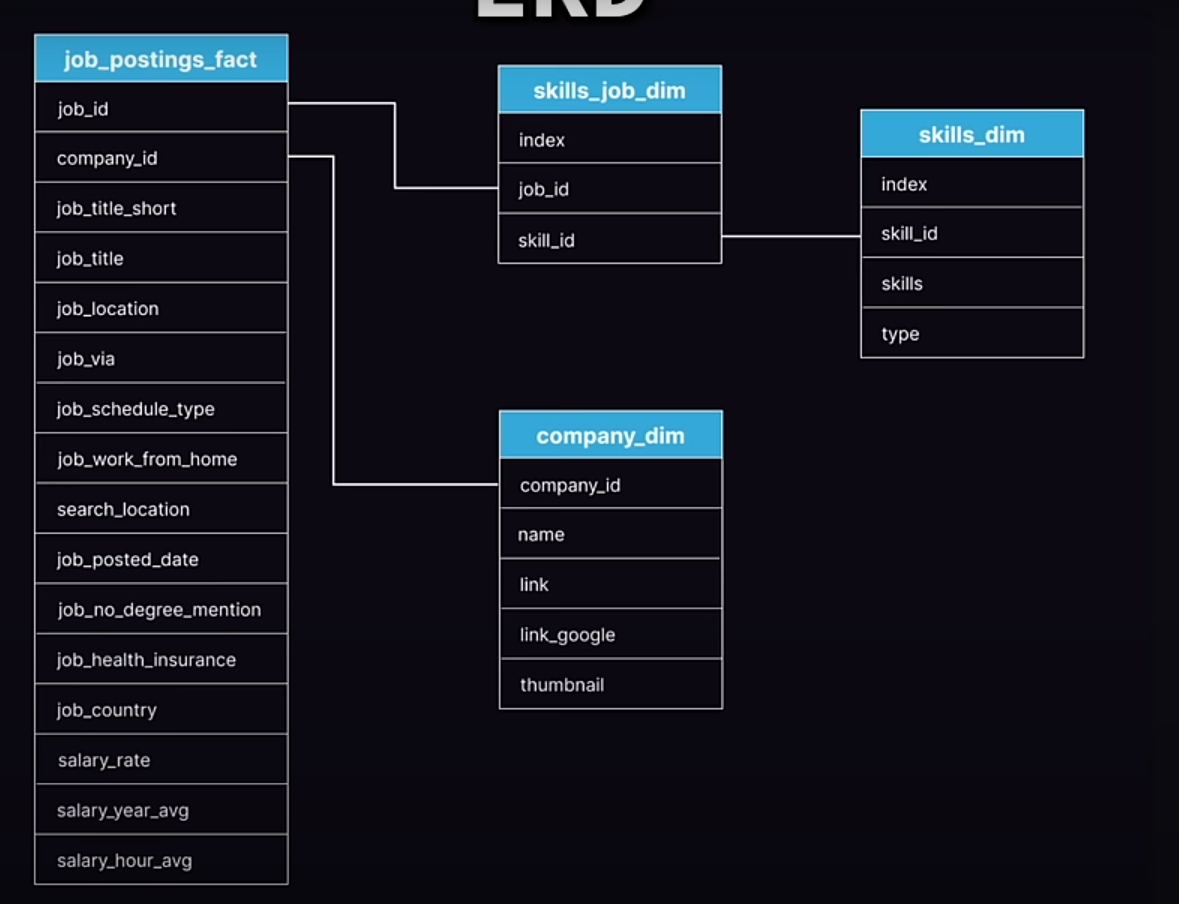 ERD
job_postings_fact
job_id
company_id
job_title_short
job_title
job_location
job_via
job_schedule_type
job_work_from_home
search_location
job_posted_date
job_no_degree_mention
job_health_insurance
job_country
salary_rate
salary_year_avg
salary_hour_avg
skills_job_dim
index
job_id
skill_id
skills_dim
index
skill_id
skills
type
company_dim
company_id
name
link
link_google
thumbnail